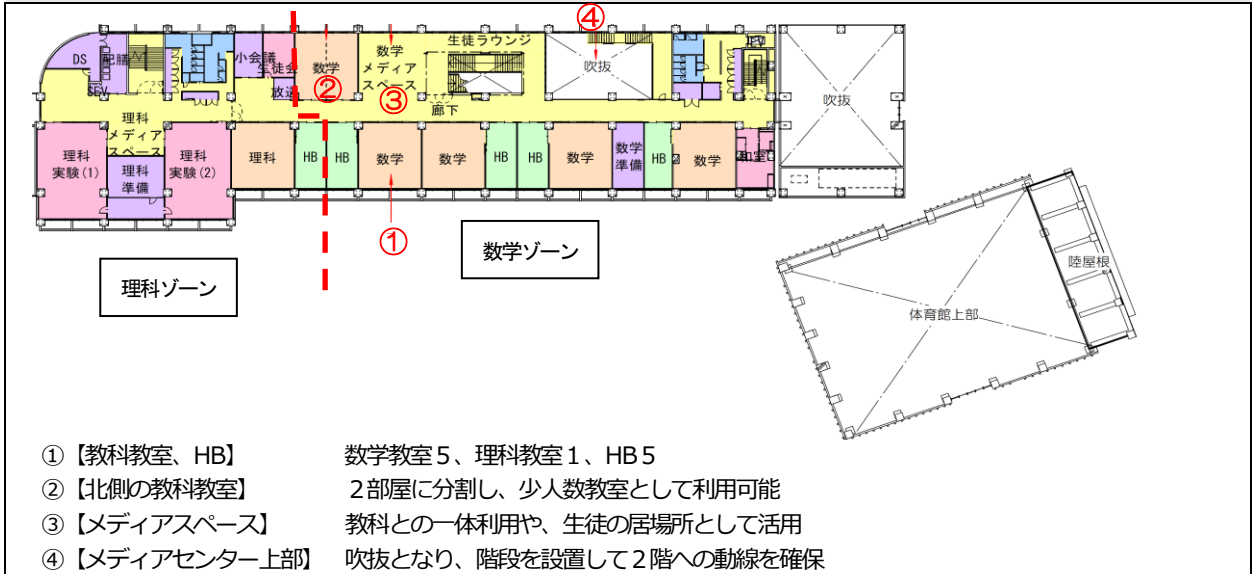 ④
DS
配膳
SEV
小会議
生徒会
放送
数学
②
数学
メディア
スペース
③
生徒ラウンジ
吹抜
吹抜
廊下
理科
メディア
スペース
理科
実験(1)
理科
準備
理科
実験(2)
理科
HB
HB
数学
数学
HB
HB
数学
数学
準備
HB
数学
和室
①
理科ゾーン
数学ゾーン
陸屋根
体育館上部
①【教科教室、HB】 数学教室5、理科教室1、HB5
②【北側の教科教室】 2部屋に分割し、少人数教室として利用可能
③【メディアスペース】 教科との一体利用や、生徒の居場所として活用
④【メディアセンター上部】 吹抜となり、階段を設置して2階への動線を確保